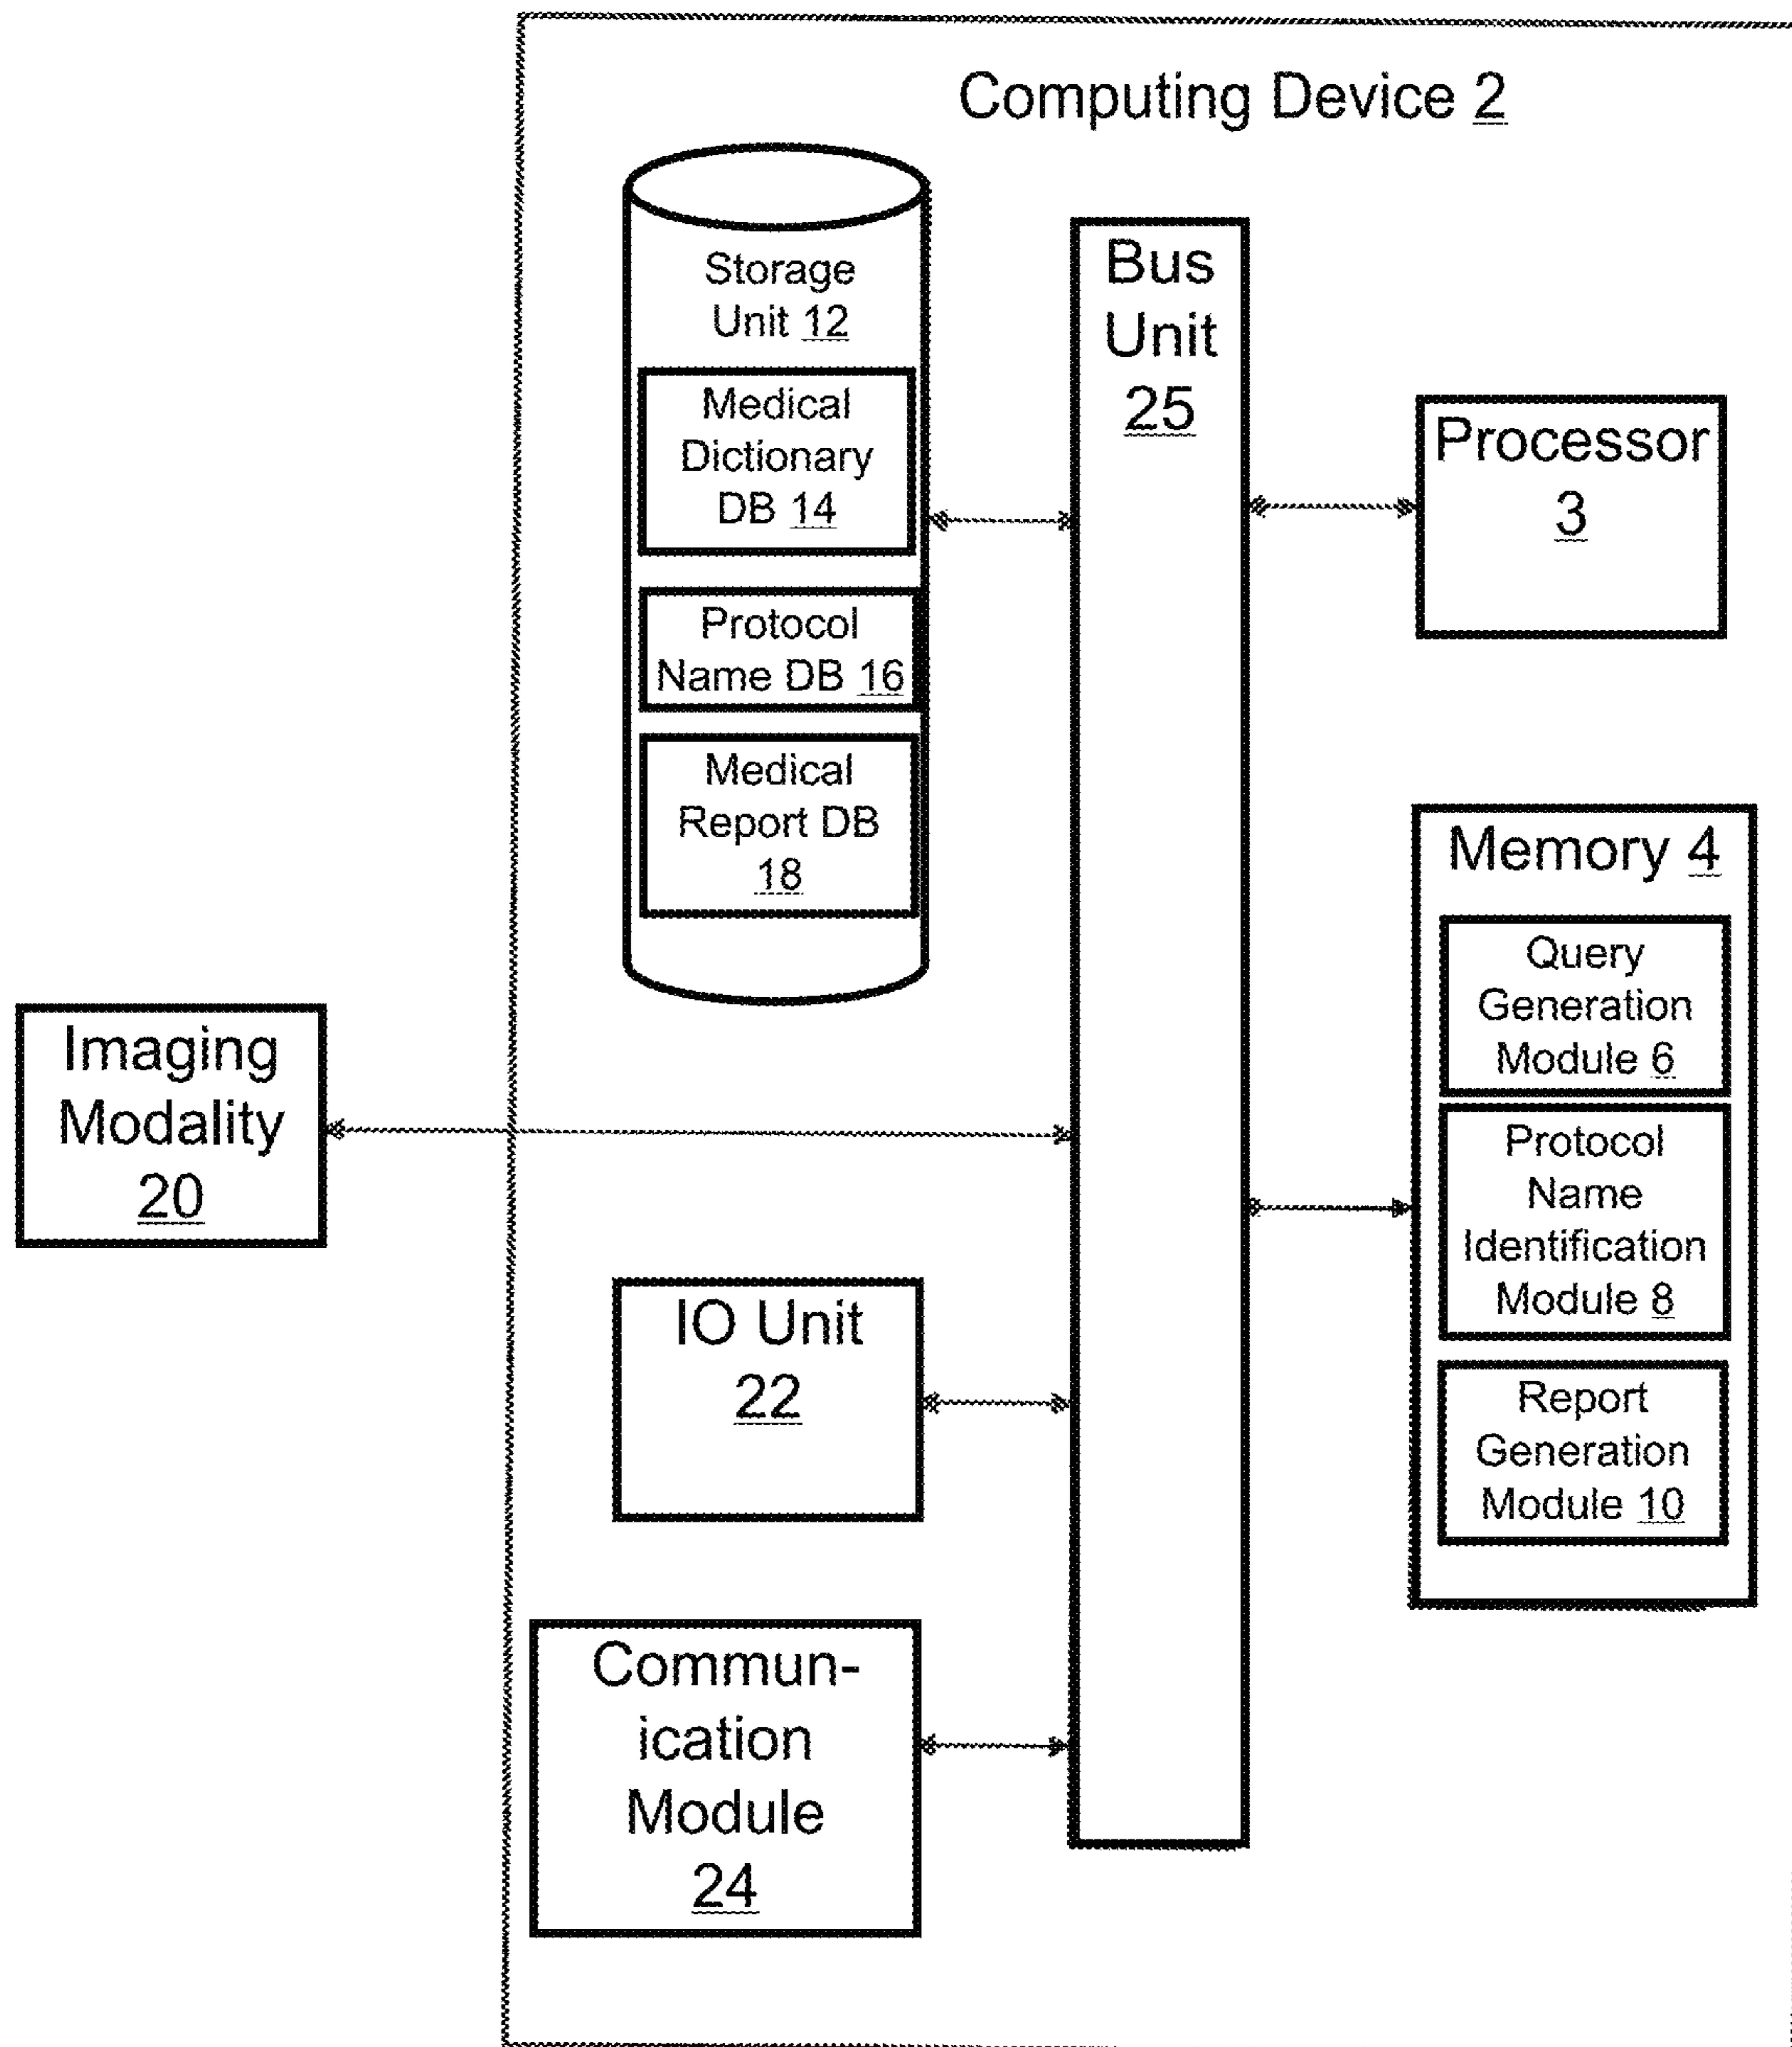 Computing Device 2
Storage
Unit 12
Medical
Dictionary
DB 14
Protocol
Name DB 16
Medical
Report DB
18
Bus
Unit
25
Processor
3
Memory 4
Query
Generation
Module 6
Protocol
Name
Identification
Module 8
Report
Generation
Module 10
Imaging
Modality
20
IO Unit
22
Commun-
ication
Module
24